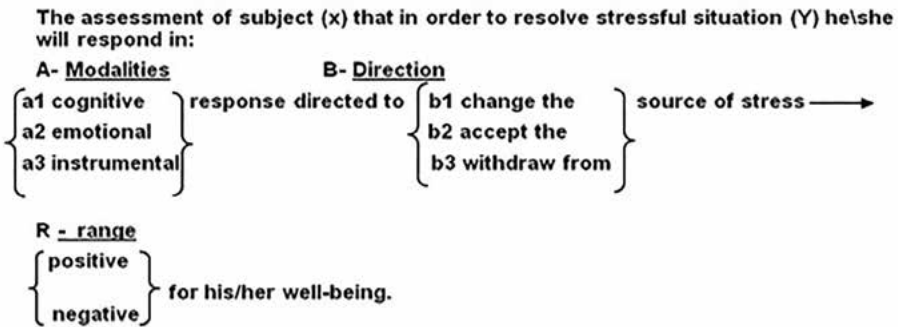 The assessment of subject (x) that in order to resolve stressful situation (Y) he\she
will respond in:
A- Modalities B- Direction
a1 cognitive response directed to b1 change the source of stress
a2 emotional b2 accept the
a3 instrumental b3 withdraw from
R - range
positive
for his/her well-being.
negative